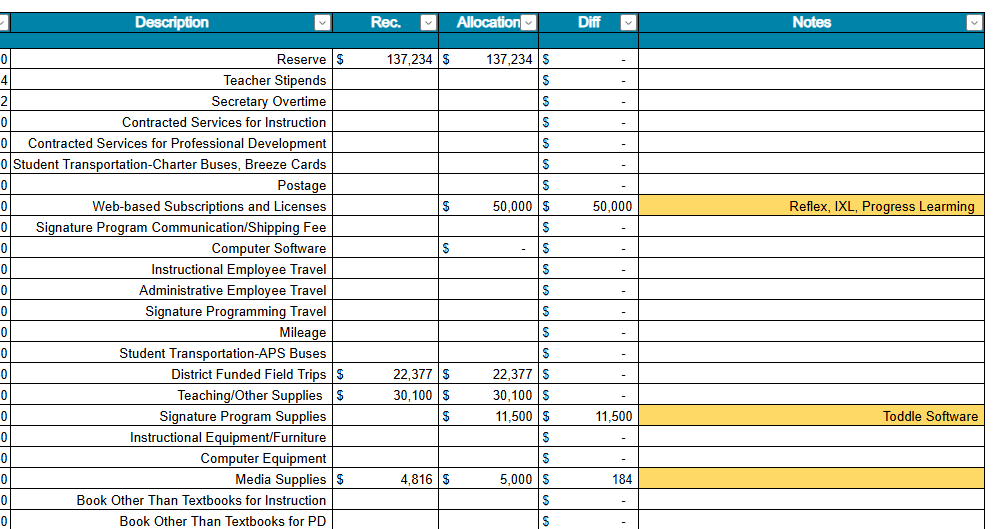 Description Rec. Allocation Diff Notes
0 Reserve $ 137,234 $ 137,234 $ -
4 Teacher Stipends $ -
2 Secretary Overtime $ -
0 Contracted Services for Instruction $ -
0 Contracted Services for Professional Development $ -
0 Student Transportation-Charter Buses, Breeze Cards $ -
0 Postage $ -
0 Web-based Subscriptions and Licenses $ 50,000 $ 50,000 Reflex, IXL, Progress Learming
0 Signature Program Communication/Shipping Fee $ -
0 Computer Software $ - $ -
0 Instructional Employee Travel $ -
0 Administrative Employee Travel $ -
0 Signature Programming Travel $ -
0 Mileage $ -
0 Student Transportation-APS Buses $ -
0 District Funded Field Trips $ 22,377 $ 22,377 $ -
0 Teaching/Other Supplies $ 30,100 $ 30,100 $ -
0 Signature Program Supplies $ 11,500 $ 11,500 Toddle Software
0 Instructional Equipment/Furniture $ -
0 Computer Equipment $ -
0 Media Supplies $ 4,816 $ 5,000 $ 184
0 Book Other Than Textbooks for Instruction $ -
0 Book Other Than Textbooks for PD $ -